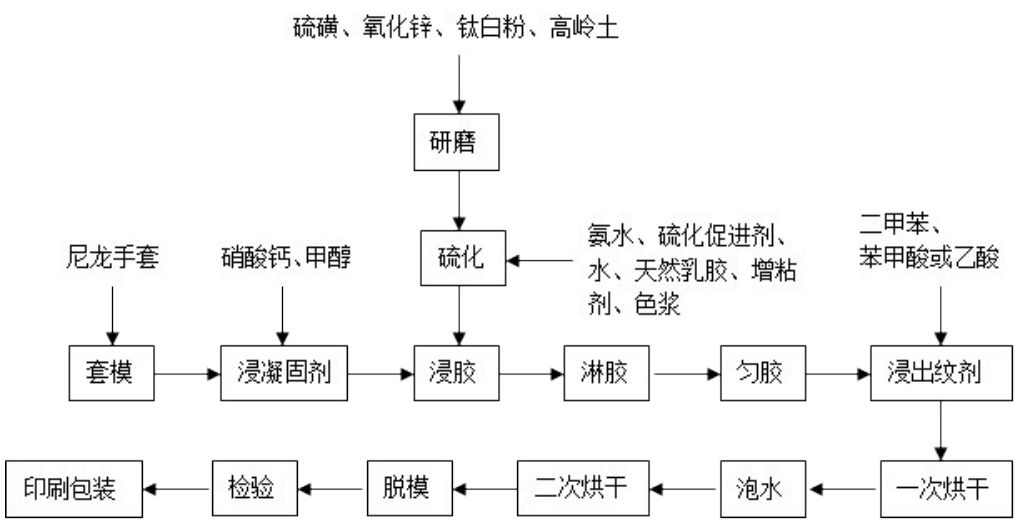 硫磺、氧化锌、钛白粉、高岭土
研磨
二甲苯、
苯甲酸或乙酸
尼龙手套
硝酸钙、甲醇
硫化
氨水、硫化促进剂、
水、天然乳胶、增粘
剂、色浆
套模
浸凝固剂
浸胶
淋胶
匀胶
浸出纹剂
印刷包装
检验
脱模
二次烘干
泡水
一次烘干